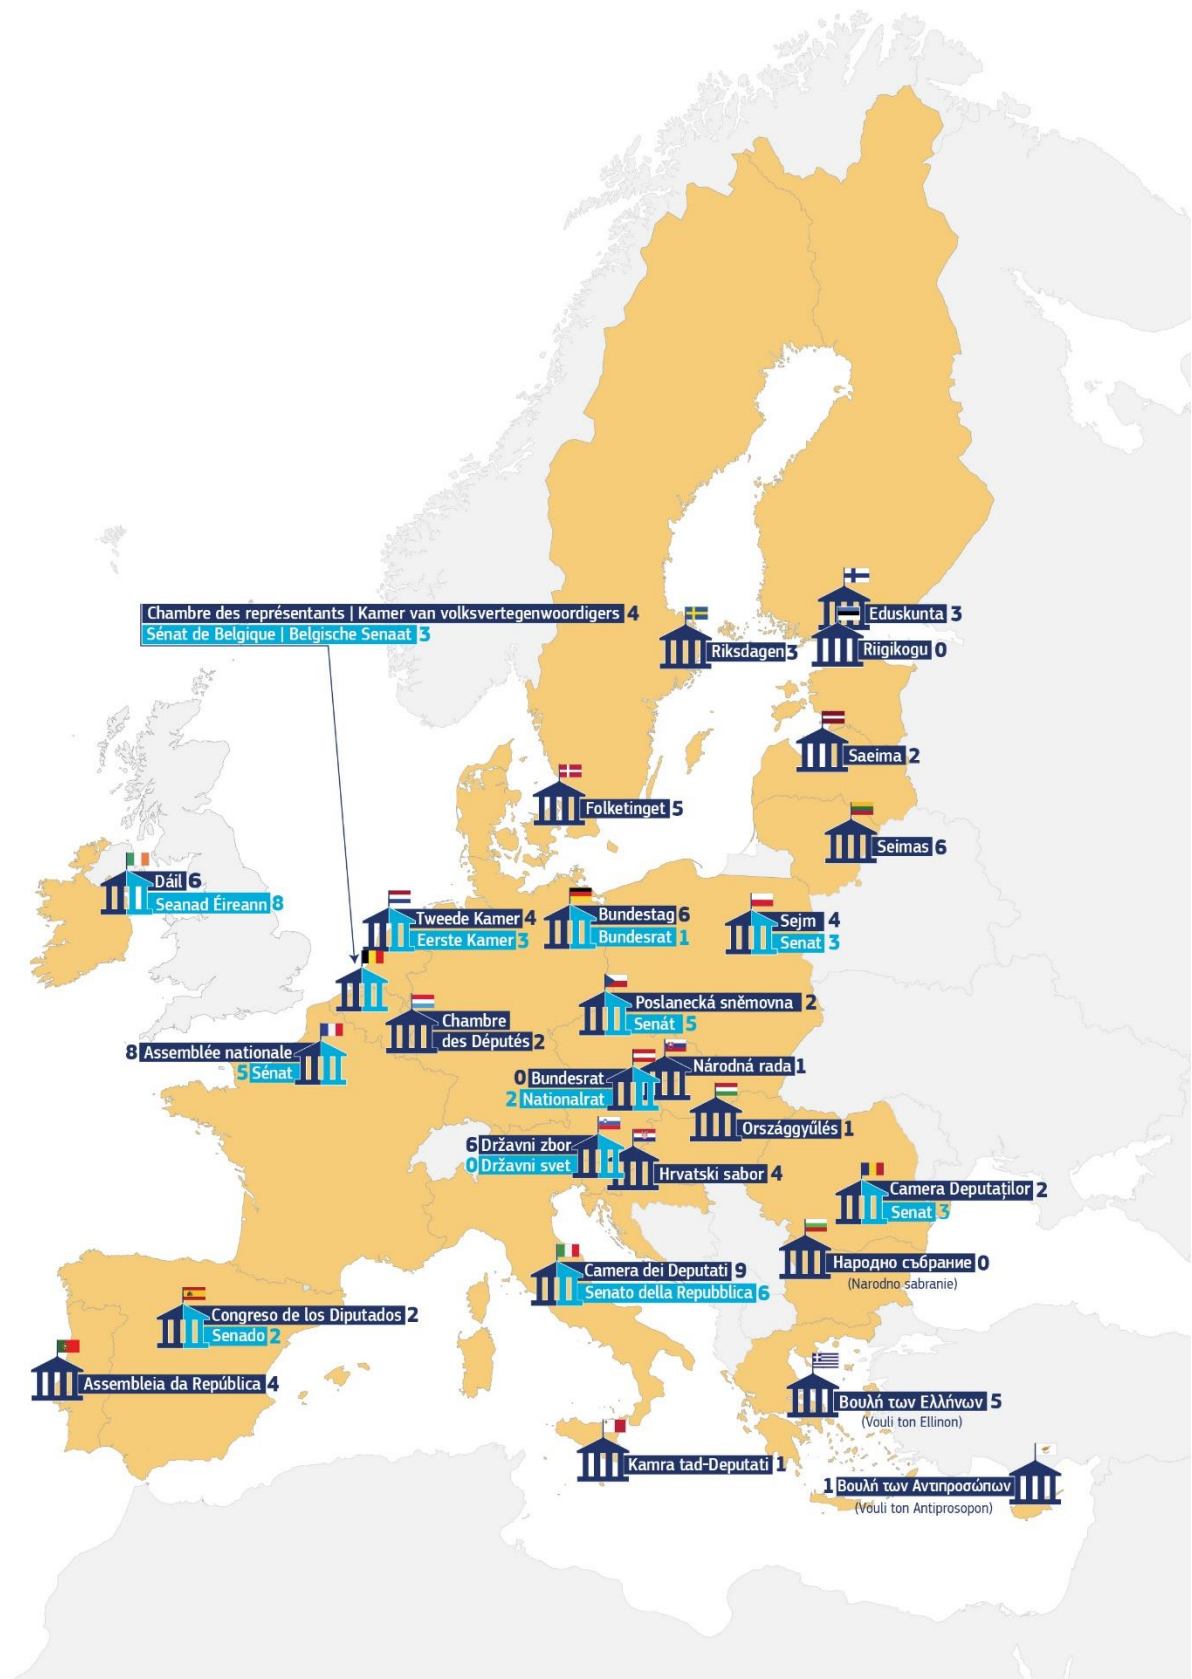 Eduskunta 3
Chambre des représentants | Kamer van volksvertegenwoordigers 4
Sénat de Belgique | Belgische Senaat 3
Riksdagen 3
Riigikogu 0
Saeima 2
Folketinget 5
Seimas 6
Dáil 6
Seanad Éireann 8
Tweede Kamer 4
Eerste Kamer 3
Bundestag 6
Bundesrat 1
Sejm 4
Senat 3
Poslanecká sněmovna 2
Senát 5
Chambre
des Députés 2
8 Assemblée nationale
5 Sénat
Národná rada 1
0 Bundesrat
2 Nationalrat
Országgyűlés 1
6 Državni zbor
0 Državni svet
Hrvatski sabor 4
Camera Deputaților 2
Senat 3
Народно събрание 0
(Narodno sabranie)
Camera dei Deputati 9
Senato della Repubblica 6
Congreso de los Diputados 2
Senado 2
Assembleia da República 4
Βουλή των Ελλήνων 5
(Vouli ton Ellinon)
Kamra tad-Deputati 1
1 Βουλή των Αντιπροσώπων
(Vouli ton Antiprosopon)